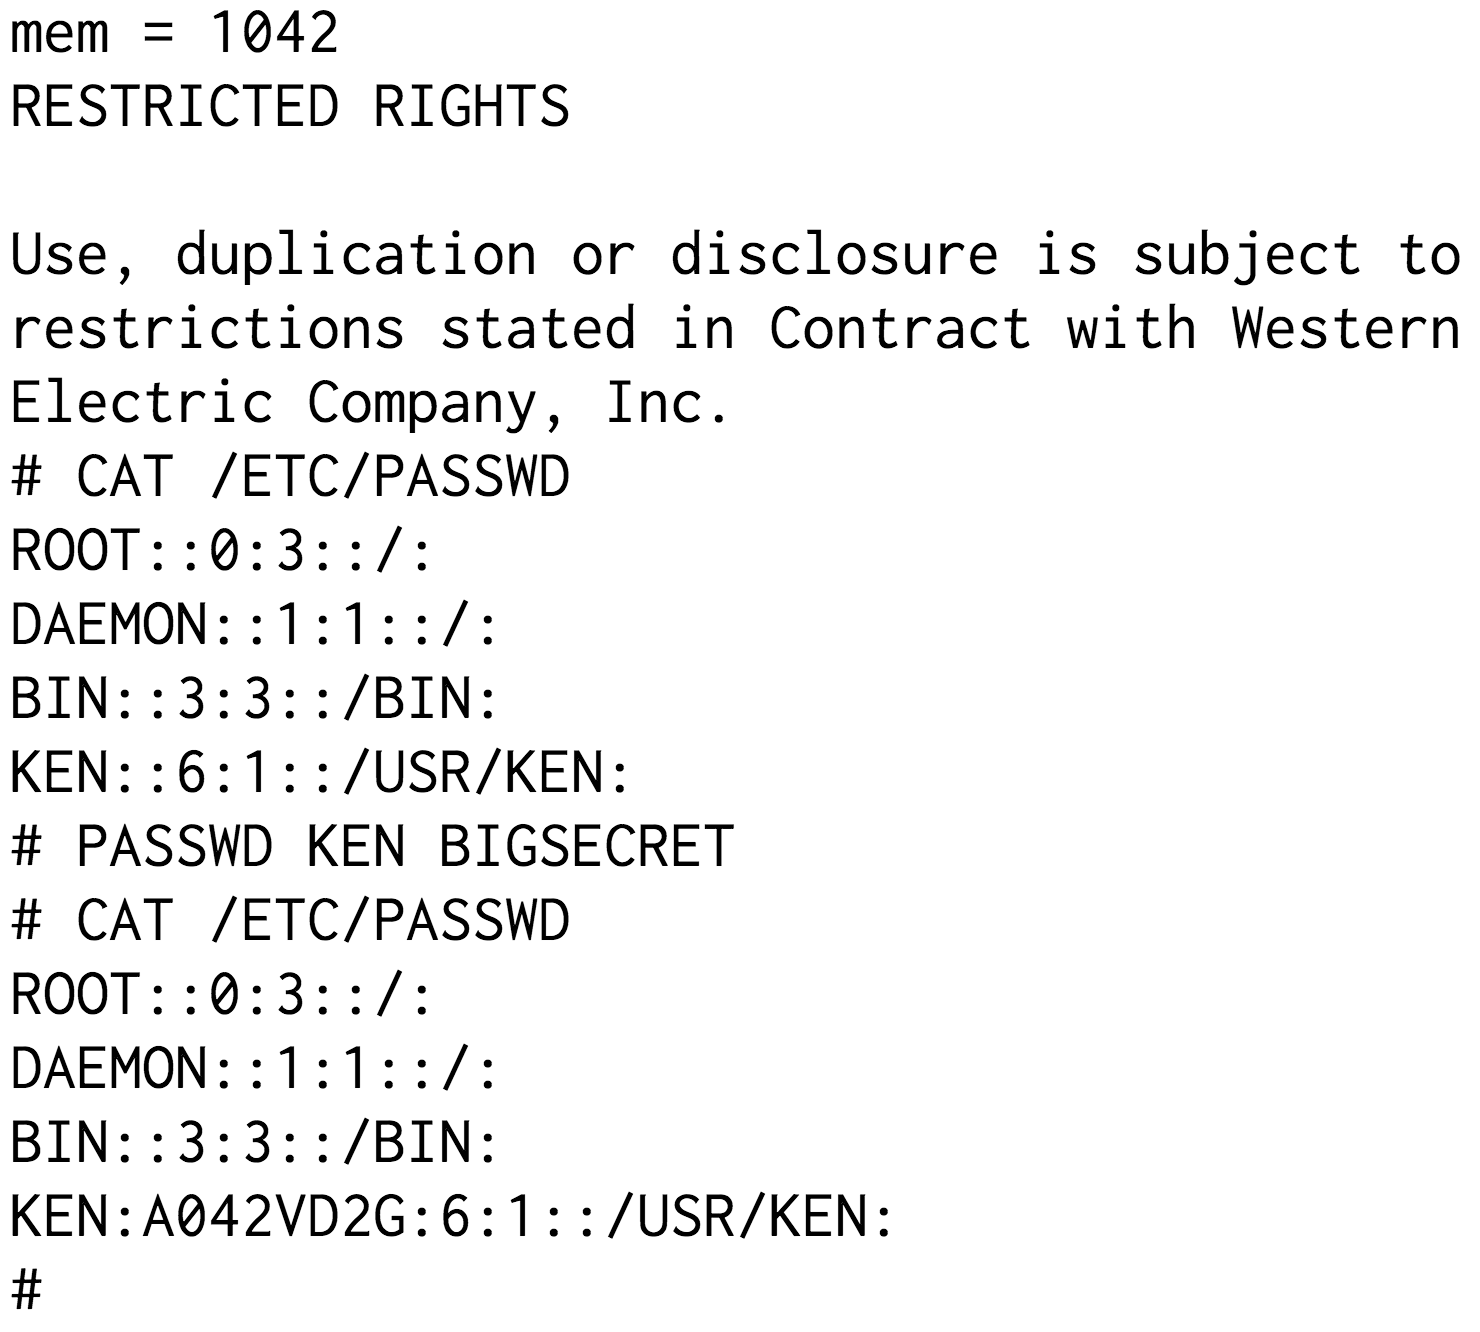 mem = 1042
RESTRICTED RIGHTS

Use, duplication or disclosure is subject to
restrictions stated in Contract with Western
Electric Company, Inc.
# CAT /ETC/PASSWD
ROOT::0:3::/:
DAEMON::1:1::/:
BIN::3:3::/BIN:
KEN::6:1::/USR/KEN:
# PASSWD KEN BIGSECRET
# CAT /ETC/PASSWD
ROOT::0:3::/:
DAEMON::1:1::/:
BIN::3:3::/BIN:
KEN:A042VD2G:6:1::/USR/KEN:
#